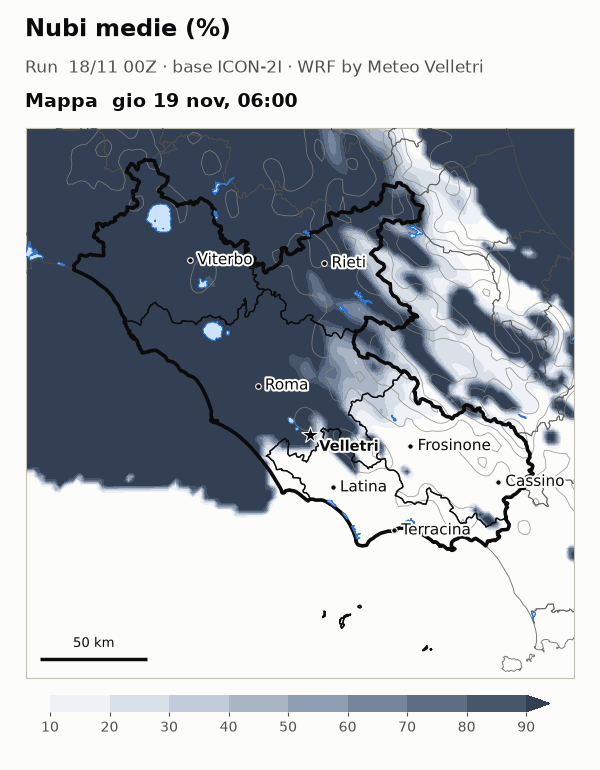 Nubi medie (%)
Run 18/11 00Z · base ICON-2I · WRF by Meteo Velletri
Mappa gio 19 nov, 06:00
Viterbo
Rieti
Roma
Velletri
Frosinone
Latina
Cassino
Terracina
50 km
10 20 30 40 50 60 70 80 90